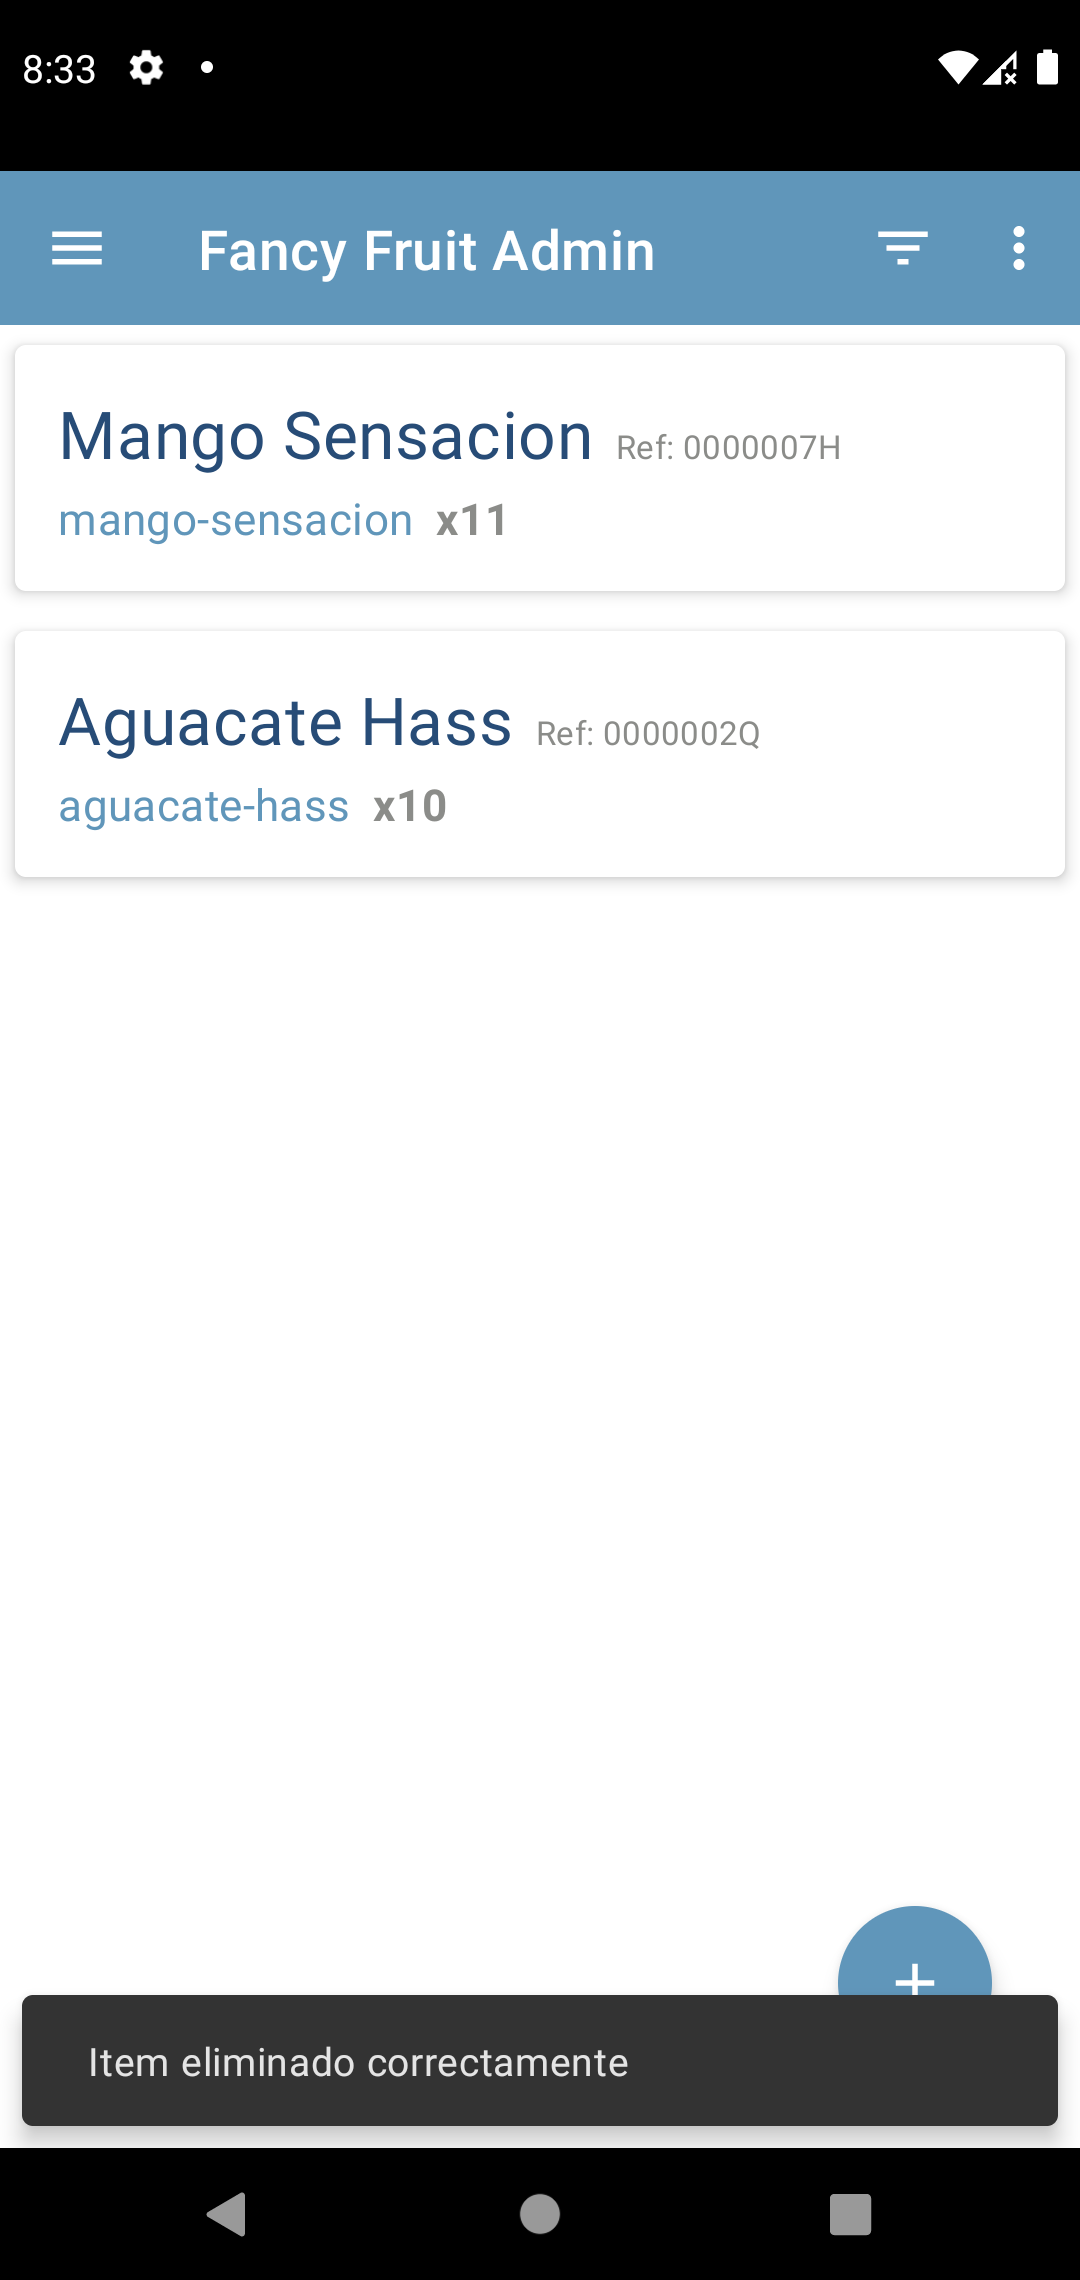 8:33
Fancy Fruit Admin
Mango Sensacion Ref: 0000007H
mango-sensacion x11
Aguacate Hass Ref: 0000002Q
aguacate-hass x10
Item eliminado correctamente